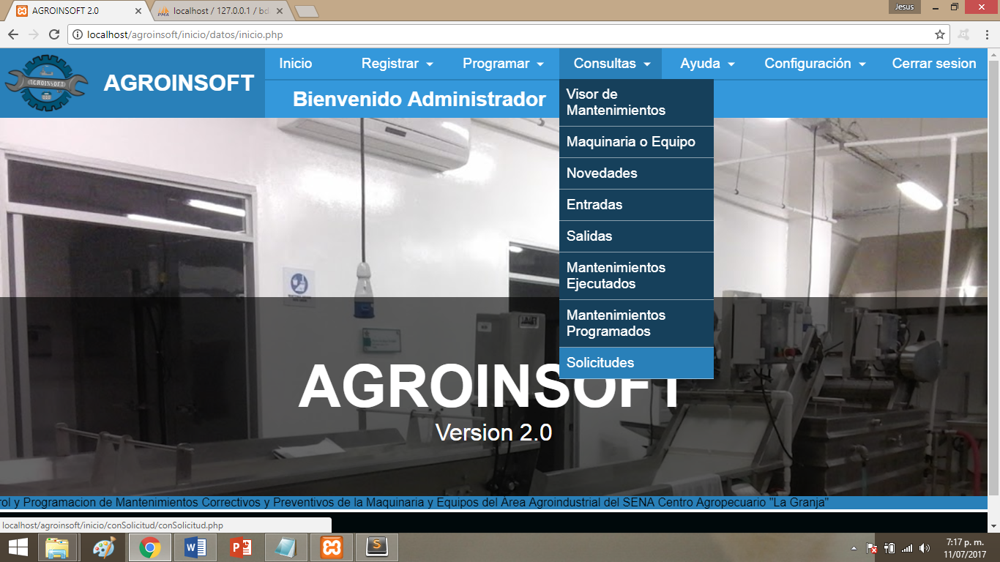 AGROINSOFT 2.0
localhost / 127.0.0.1 / bd
Jesus
localhost/agroinsoft/inicio/datos/inicio.php
AGROINSOFT
AGROINSOFT
Inicio
Registrar
Programar
Consultas
Ayuda
Configuración
Cerrar sesion
Bienvenido Administrador
Visor de
Mantenimientos
Maquinaria o Equipo
Novedades
Entradas
Salidas
Mantenimientos
Ejecutados
Mantenimientos
Programados
Solicitudes
AGROINSOFT
Version 2.0
rol y Programacion de Mantenimientos Correctivos y Preventivos de la Maquinaria y Equipos del Area Agroindustrial del SENA Centro Agropecuario "La Granja"
localhost/agroinsoft/inicio/conSolicitud/conSolicitud.php
7:17 p. m.
11/07/2017